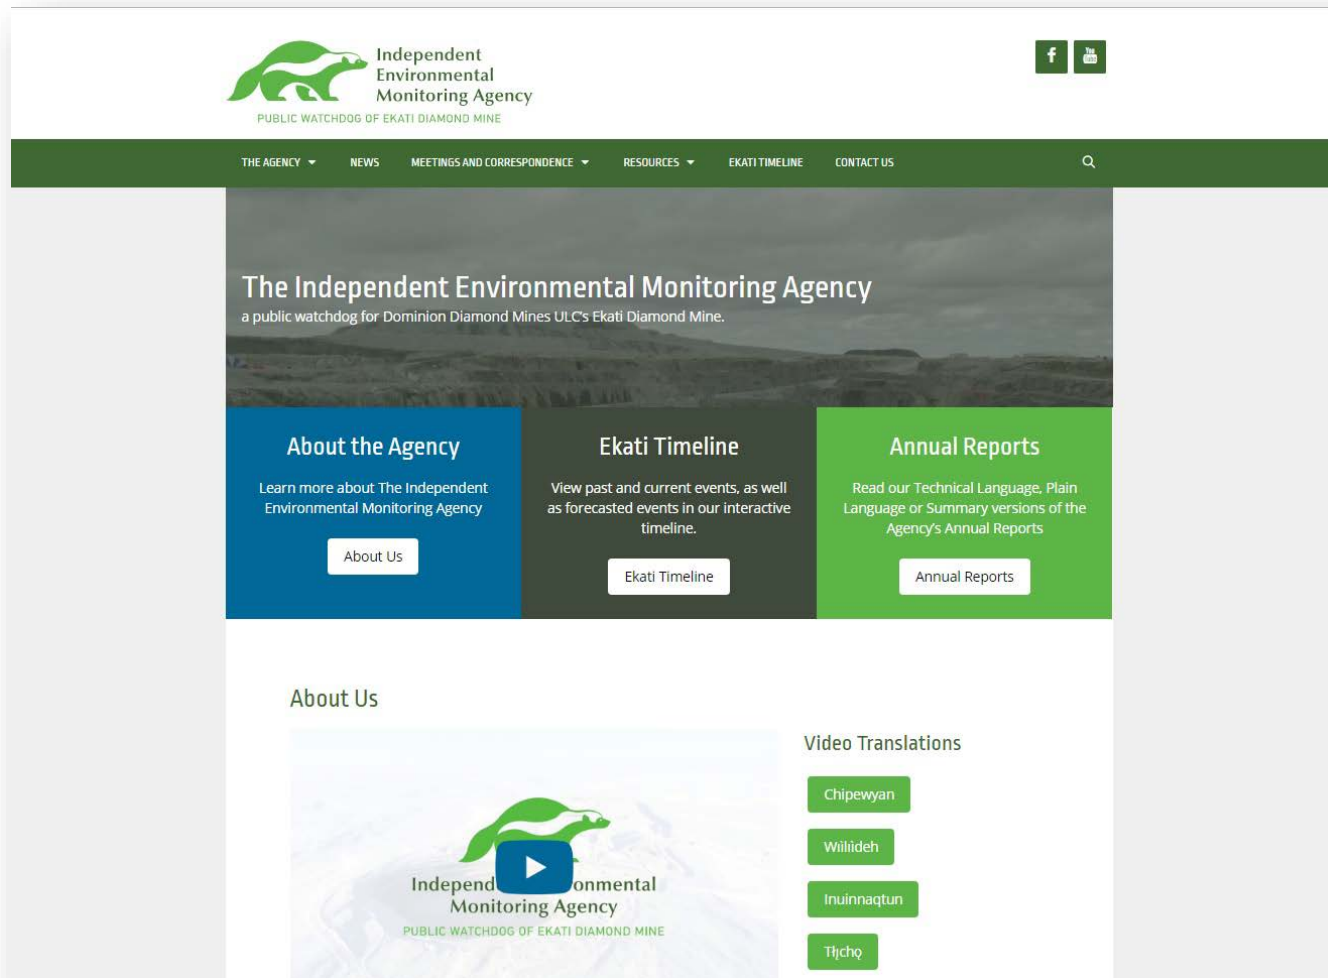 Independent
Environmental
Monitoring Agency
PUBLIC WATCHDOG OF EKATI DIAMOND MINE
f
You Tube
THE AGENCY
NEWS
MEETINGS AND CORRESPONDENCE
RESOURCES
EKATI TIMELINE
CONTACT US
The Independent Environmental Monitoring Agency
a public watchdog for Dominion Diamond Mines ULC's Ekati Diamond Mine.
About the Agency
Learn more about The Independent
Environmental Monitoring Agency
About Us
Ekati Timeline
View past and current events, as well
as forecasted events in our interactive
timeline.
Ekati Timeline
Annual Reports
Read our Technical Language, Plain
Language or Summary versions of the
Agency's Annual Reports
Annual Reports
About Us
Independ onmental
Monitoring Agency
PUBLIC WATCHDOG OF EKATI DIAMOND MINE
Video Translations
Chipewyan
Wiilıìdeh
Inuinnaqtun
Tłı̨chǫ